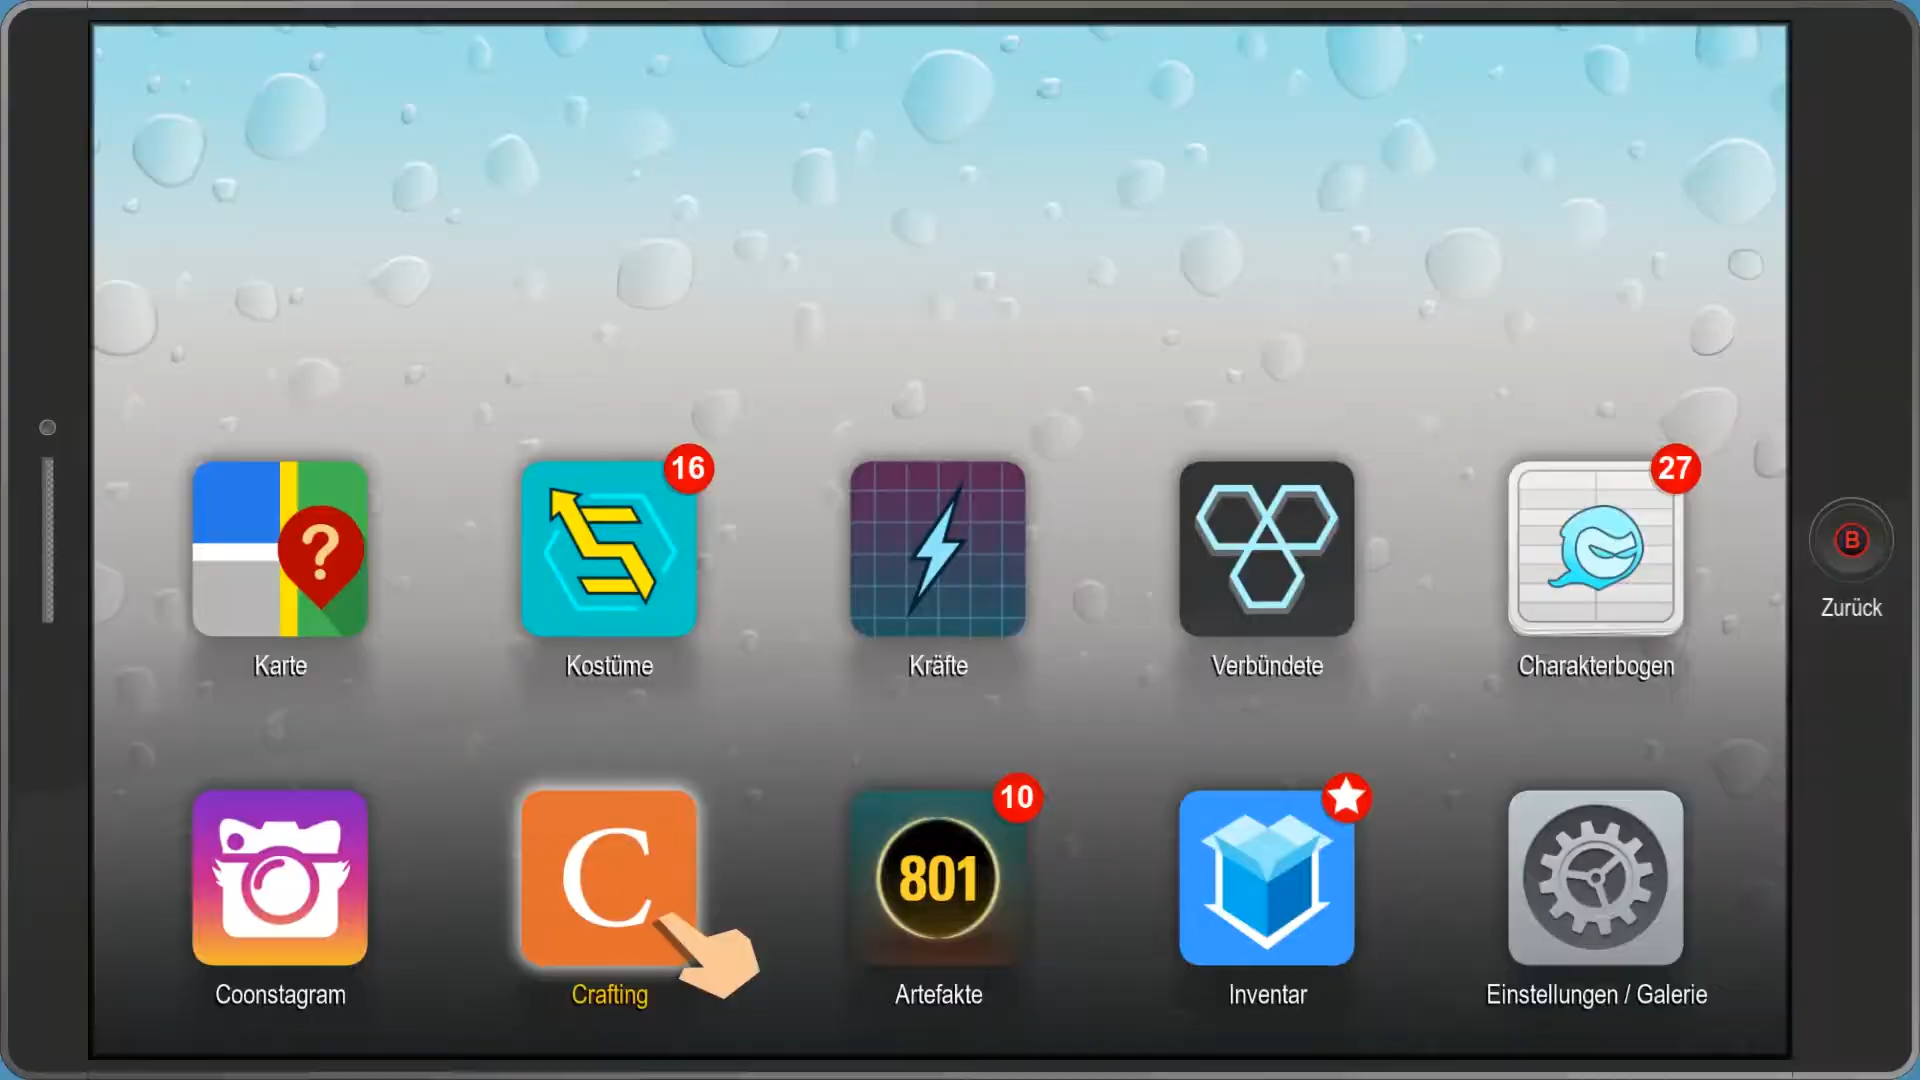 16
27
?
B
Zurück
Karte
Kostüme
Kräfte
Verbündete
Charakterbogen
10
C
801
Coonstagram
Crafting
Artefakte
Inventar
Einstellungen / Galerie